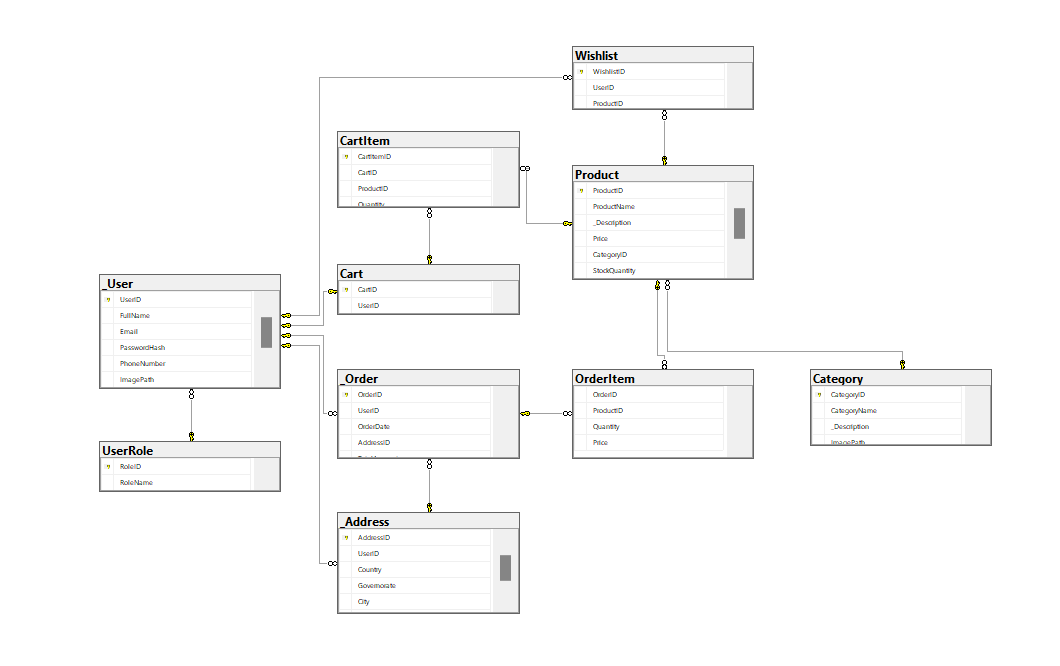 Wishlist
WishlistID
UserID
ProductID
CartItem
CartItemID
CartID
ProductID
Quantity
Product
ProductID
ProductName
_Description
Price
CategoryID
StockQuantity
Cart
CartID
UserID
_User
UserID
FullName
Email
PasswordHash
PhoneNumber
ImagePath
_Order
OrderID
UserID
OrderDate
AddressID
OrderItem
OrderID
ProductID
Quantity
Price
Category
CategoryID
CategoryName
_Description
ImagePath
UserRole
RoleID
RoleName
_Address
AddressID
UserID
Country
Governorate
City